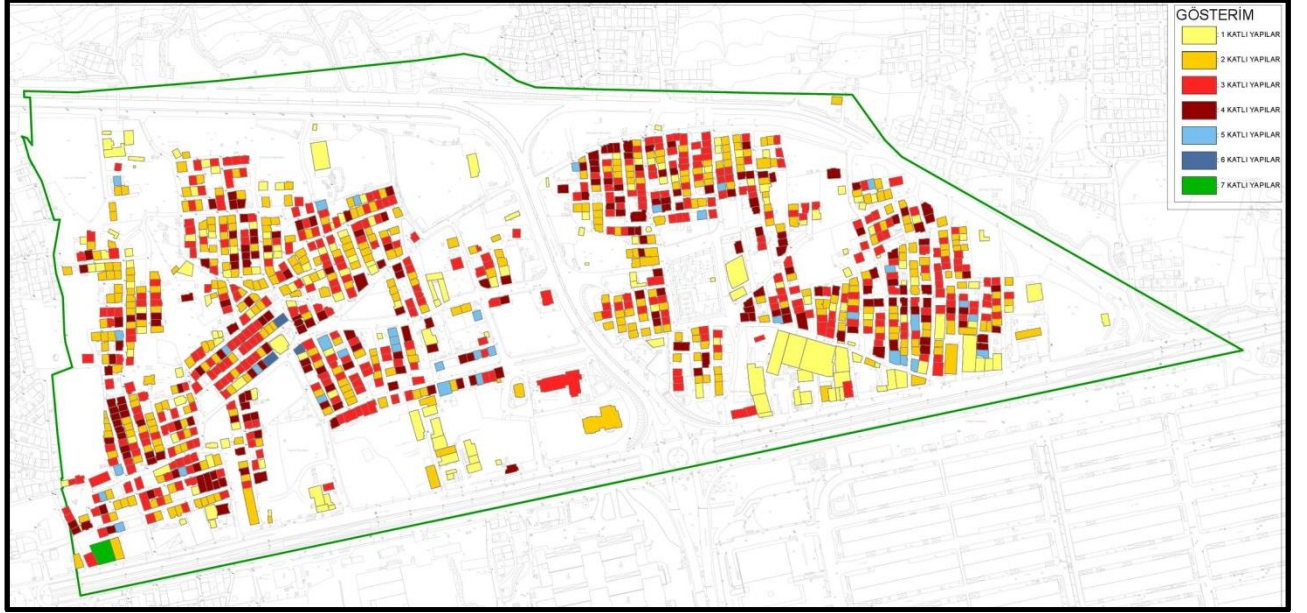 GÖSTERİM
1 KATLI YAPILAR
2 KATLI YAPILAR
3 KATLI YAPILAR
4 KATLI YAPILAR
5 KATLI YAPILAR
6 KATLI YAPILAR
7 KATLI YAPILAR